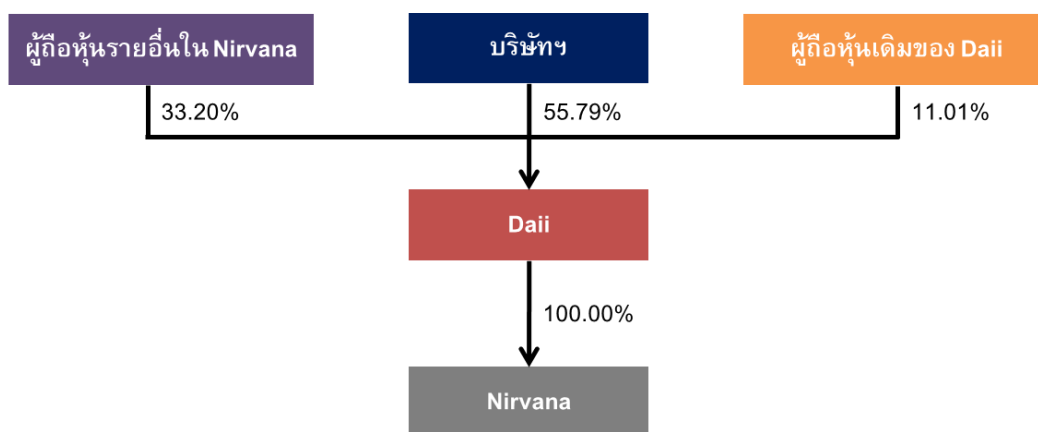 ผู้ถือหุ้นรายอื่นใน Nirvana
บริษัทฯ
ผู้ถือหุ้นเดิมของ Daii
33.20%
55.79%
11.01%
Daii
100.00%
Nirvana